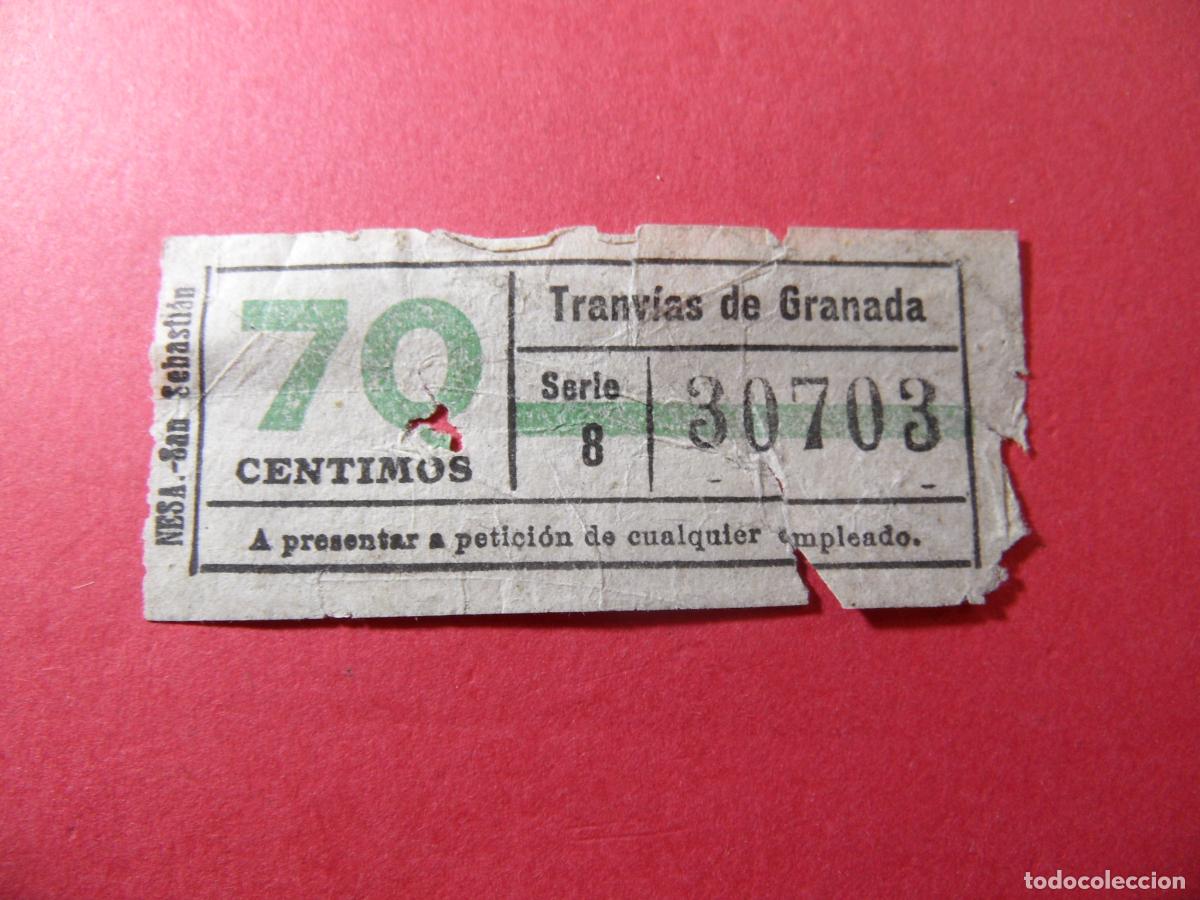 NESA.-San Sebastián
70
CENTIMOS
Tranvías de Granada
Serie
8
30703
A presentar a petición de cualquier empleado.
todocoleccion